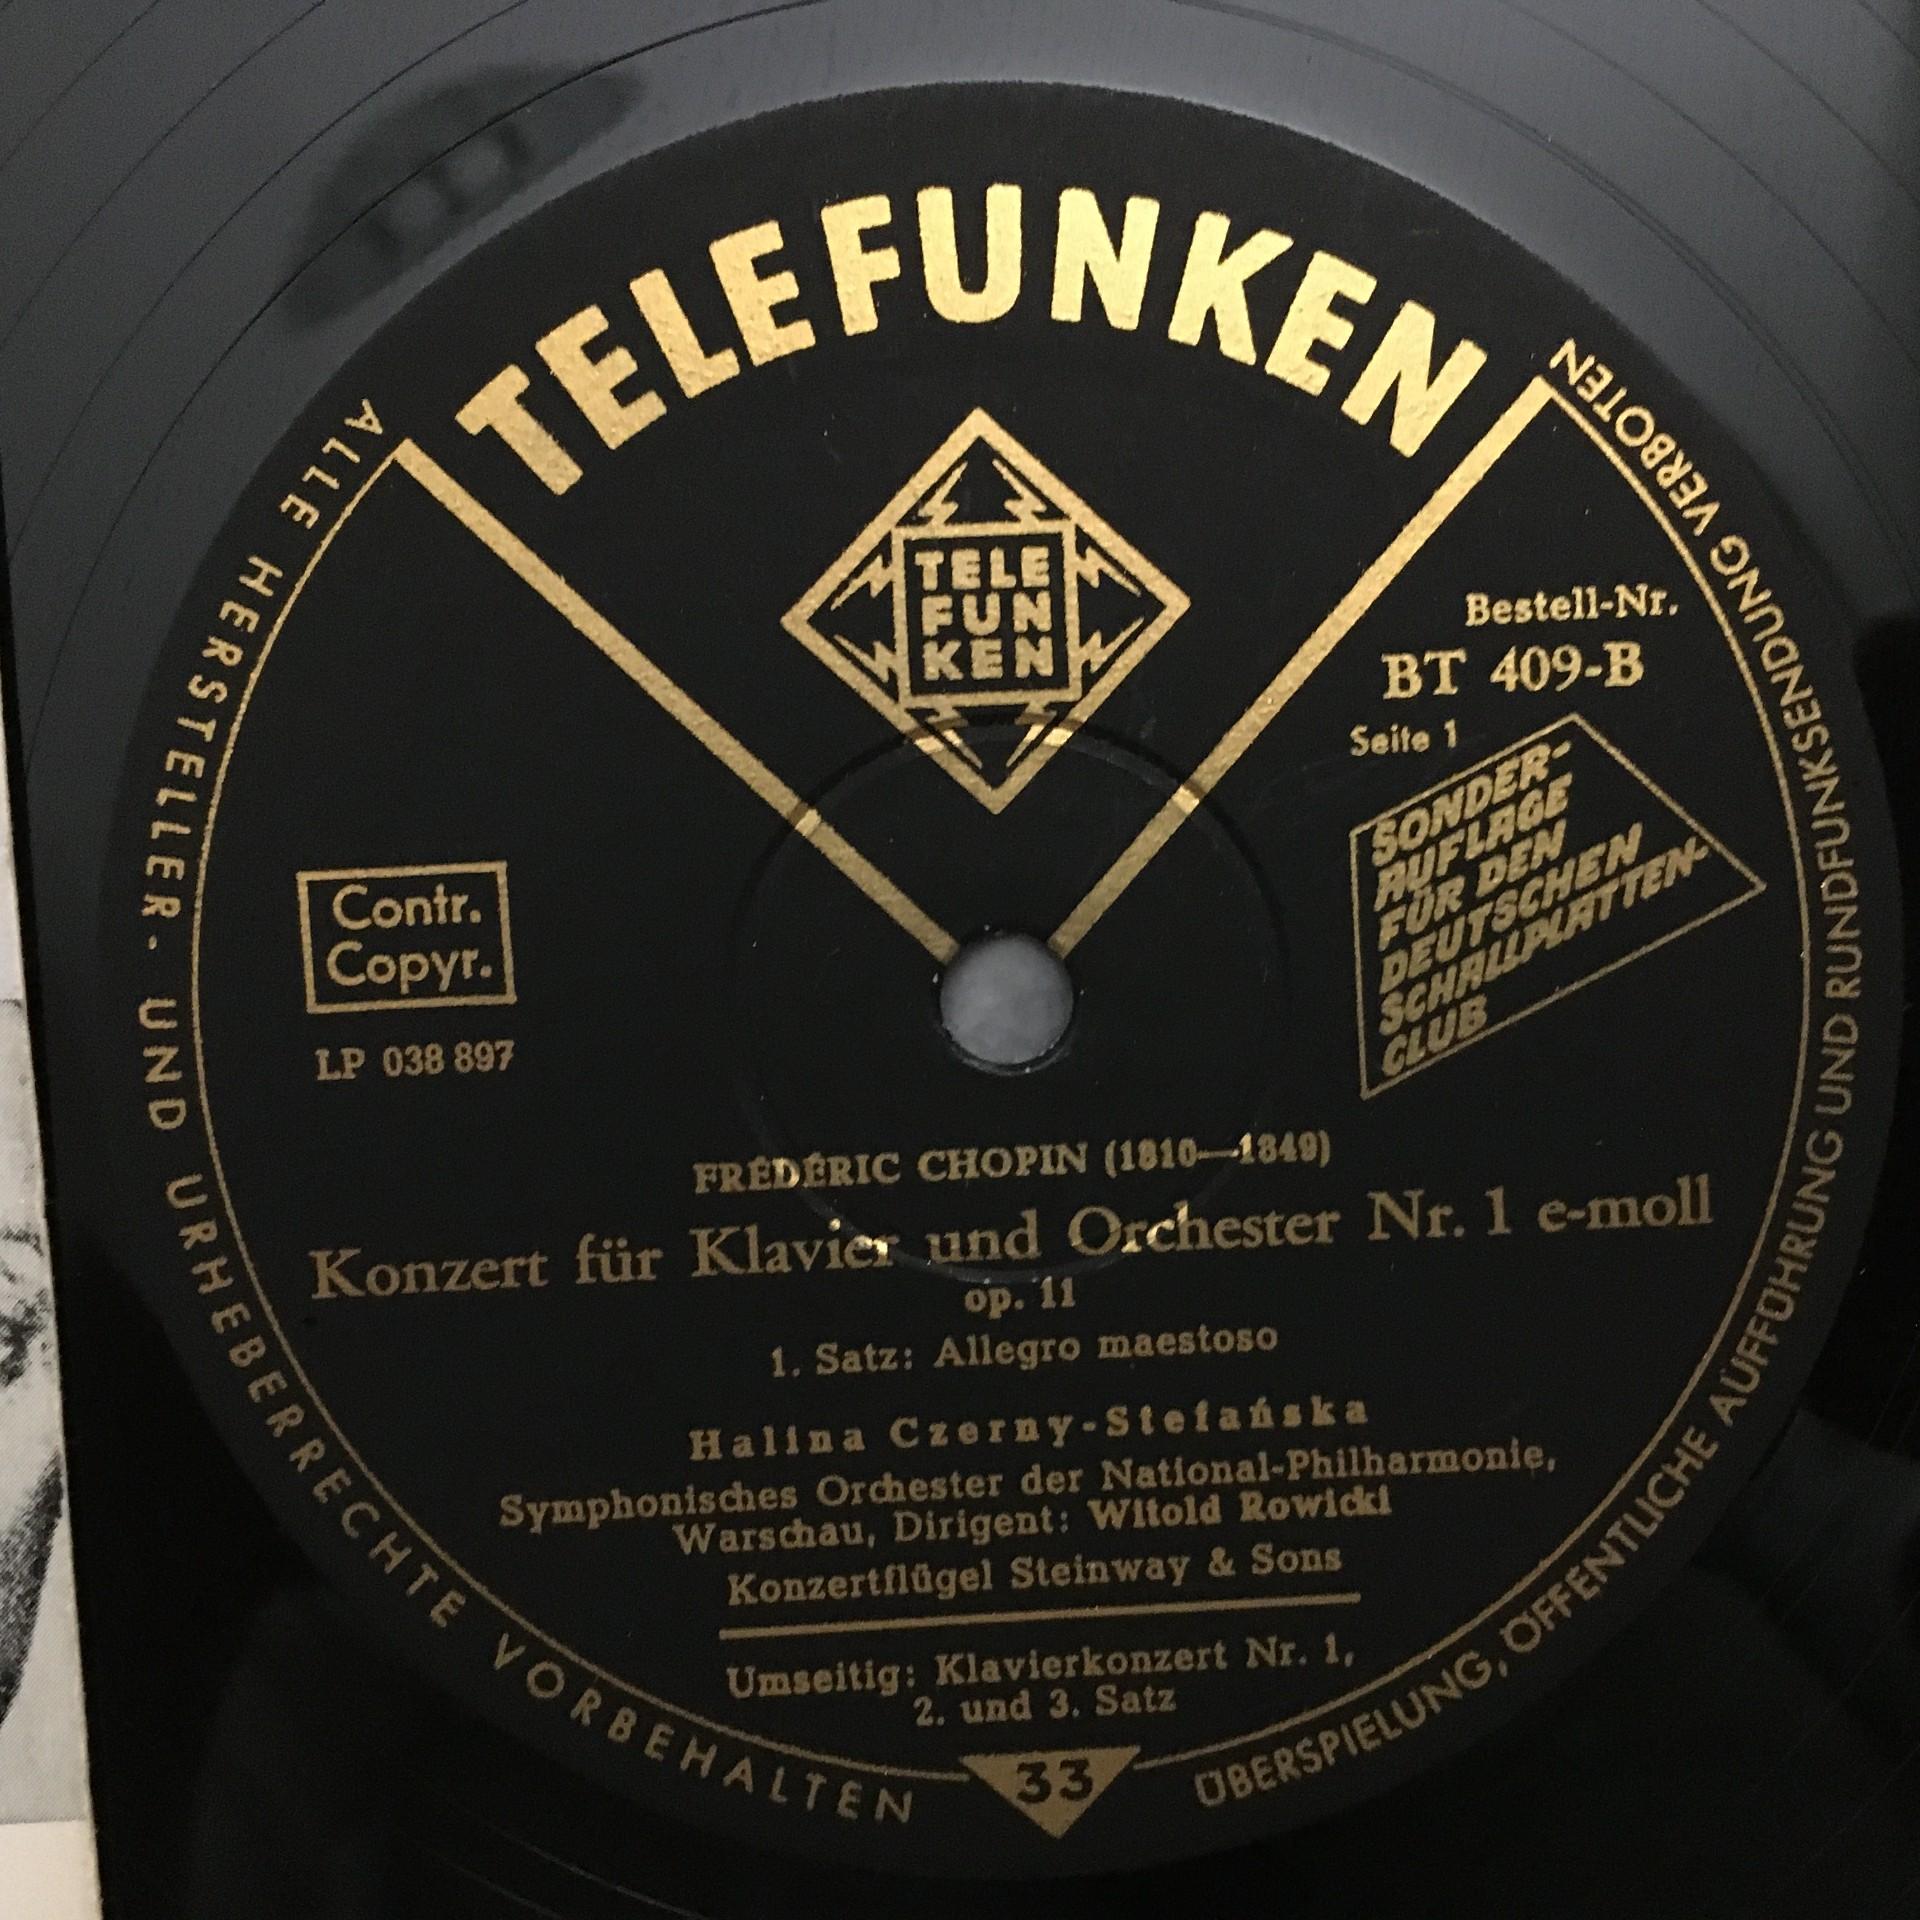 TELEFUNKEN
TELE
FUN
KEN
Bestell-Nr.
BT 409-B
Seite 1
SONDER-
AUFLAGE
FÜR DEN
DEUTSCHEN
SCHALLPLATTEN-
CLUB
Contr.
Copyr.
LP 038 897
FRÉDÉRIC CHOPIN (1810—1849)
Konzert für Klavier und Orchester Nr. 1 e-moll
op. 11
1. Satz: Allegro maestoso
Halina Czerny-Stefańska
Symphonisches Orchester der National-Philharmonie,
Warschau, Dirigent: Witold Rowicki
Konzertflügel Steinway & Sons
Umseitig: Klavierkonzert Nr. 1,
2. und 3. Satz
33
ALLE HERSTELLER- UND URHEBERRECHTE VORBEHALTEN
ÜBERSPIELUNG, ÖFFENTLICHE AUFFÜHRUNG UND RUNDFUNKSENDUNG VERBOTEN